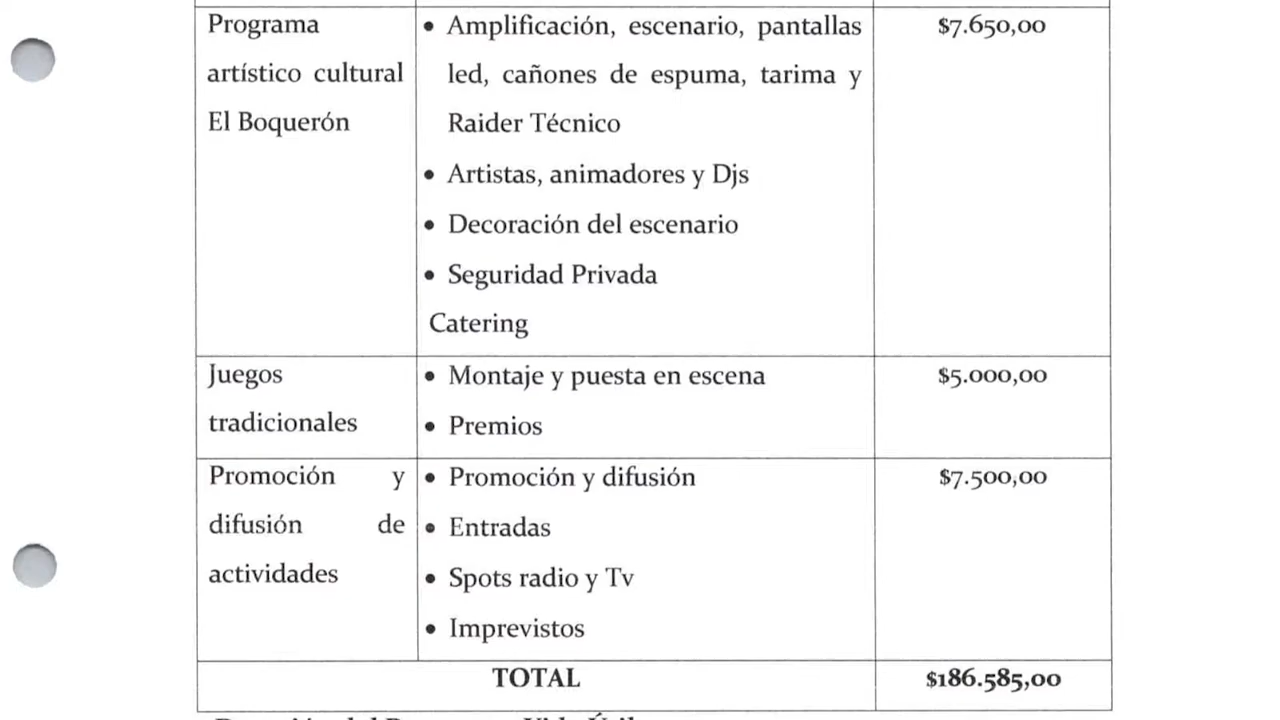 Programa
artístico cultural
El Boquerón
• Amplificación, escenario, pantallas
led, cañones de espuma, tarima y
Raider Técnico
• Artistas, animadores y Djs
• Decoración del escenario
• Seguridad Privada
Catering
$7.650,00
Juegos
tradicionales
• Montaje y puesta en escena
• Premios
$5.000,00
Promoción y
difusión de
actividades
• Promoción y difusión
• Entradas
• Spots radio y Tv
• Imprevistos
$7.500,00
TOTAL
$186.585,00